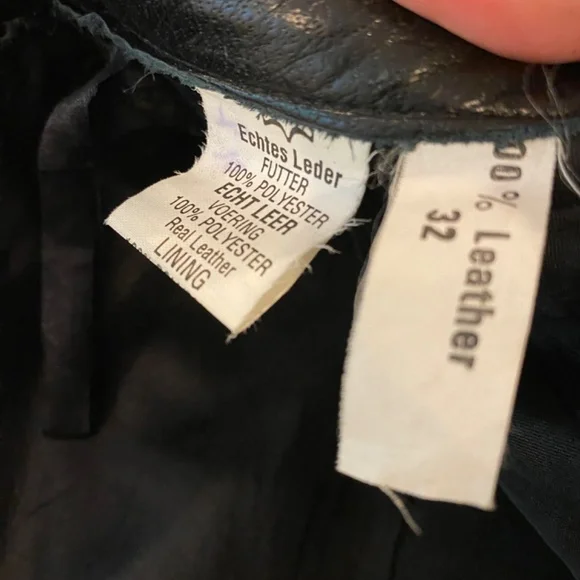 Echtes Leder
FUTTER
100% POLYESTER
ECHT LEER
VOERING
100% POLYESTER
Real Leather
LINING
00% Leather
32